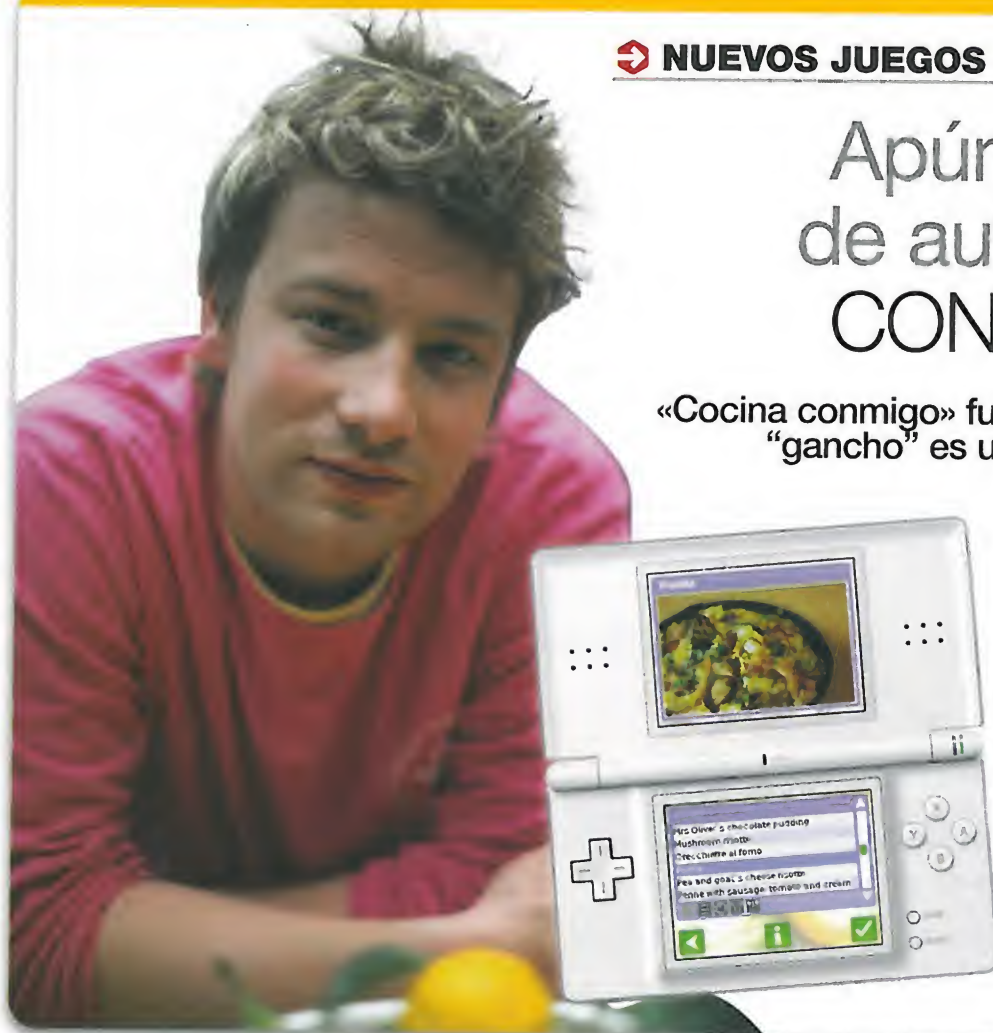 NUEVOS JUEGOS
Apún
de au
CON
«Cocina conmigo» fu
“gancho” es u
Mrs Oliver's chocolate pudding
Mushroom risotto
Orecchiette al forno
Pea and goat's cheese risotto
Penne with sausage tomato and cream
Y
A
B